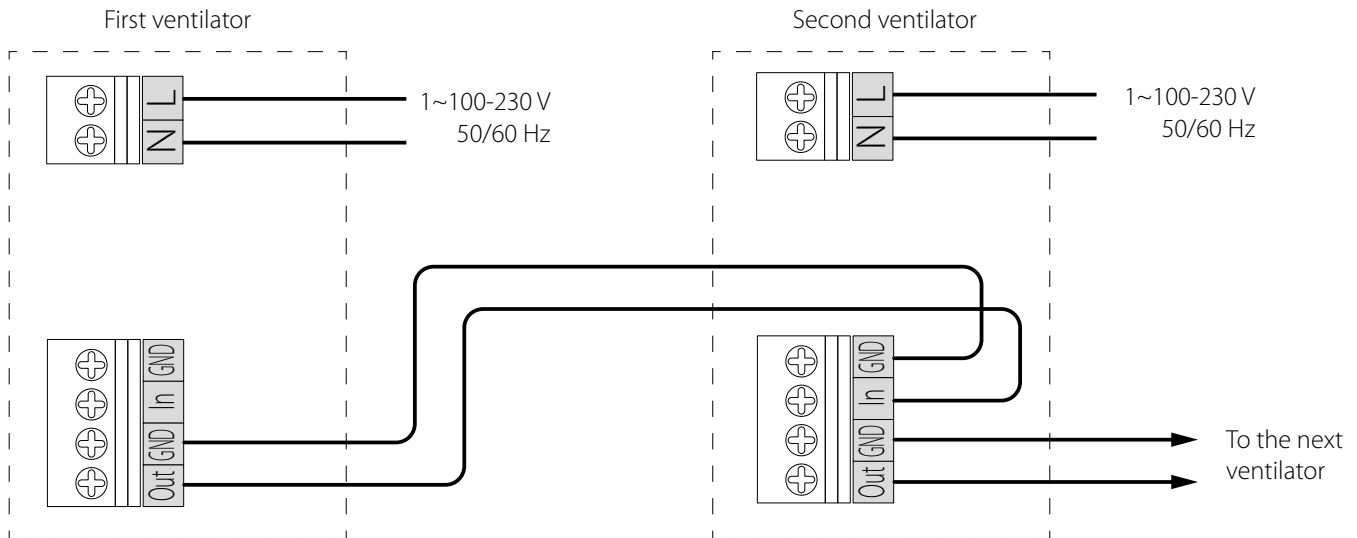 First ventilator
Second ventilator
L
N
1~100-230 V
50/60 Hz
L
N
1~100-230 V
50/60 Hz
GND
In
GND
Out
GND
In
GND
Out
To the next
ventilator